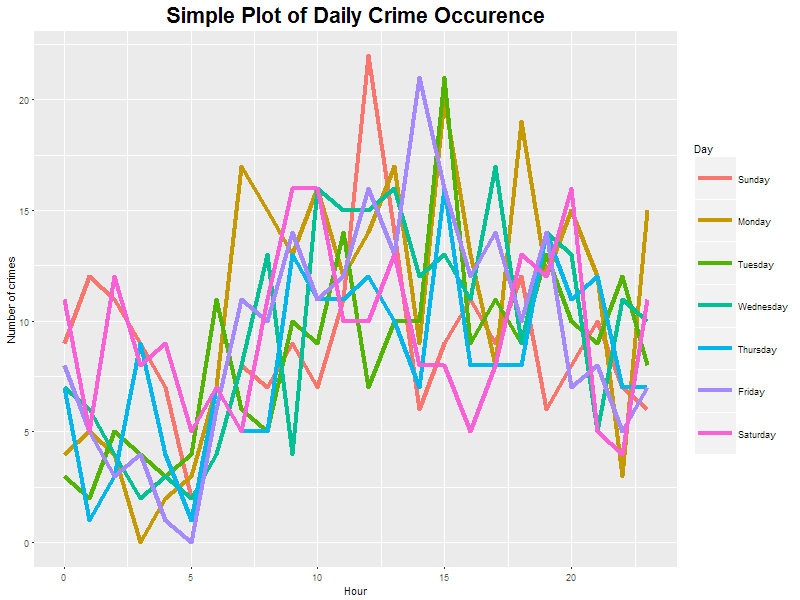 Simple Plot of Daily Crime Occurence
Number of crimes
20
15
10
5
0
0 5 10 15 20
Hour
Day
Sunday
Monday
Tuesday
Wednesday
Thursday
Friday
Saturday